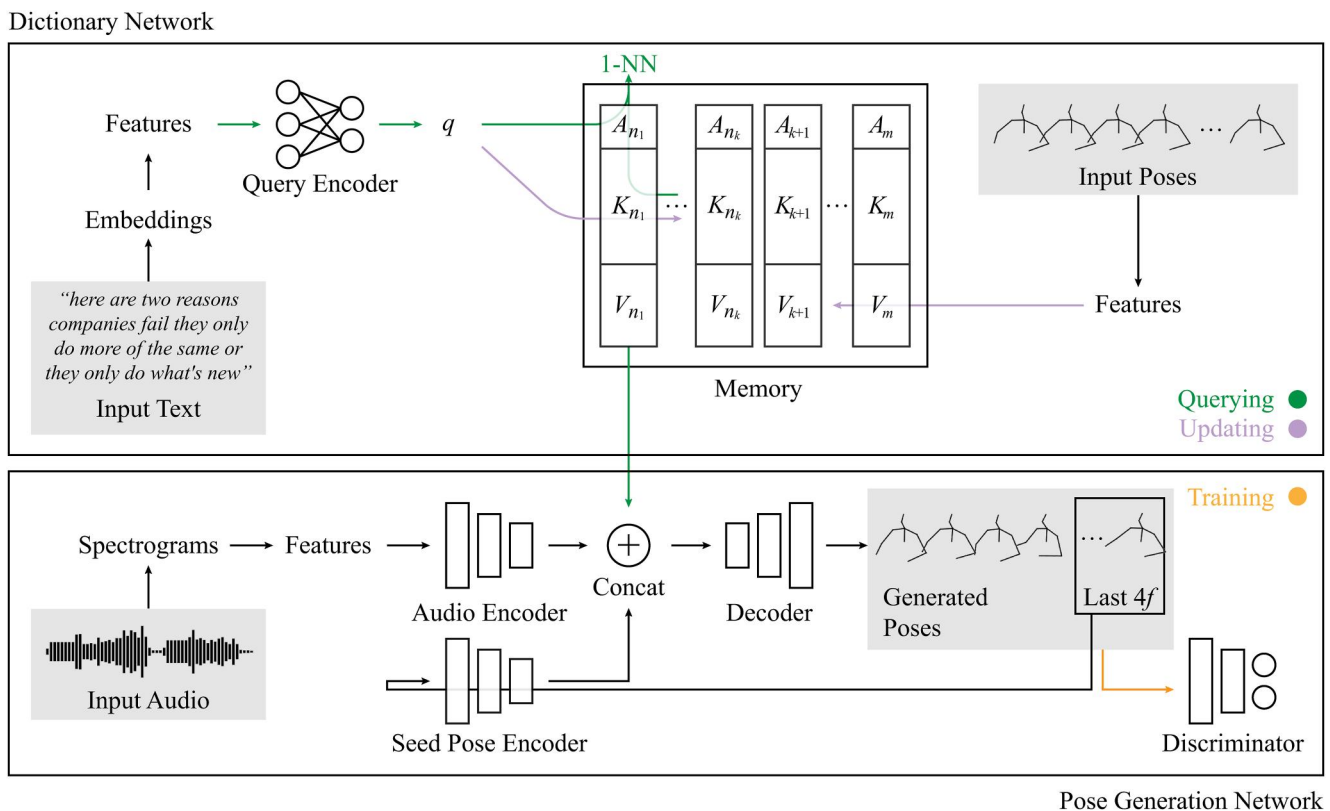 Dictionary Network
1-NN
Features
q
Query Encoder
Embeddings
“here are two reasons
companies fail they only
do more of the same or
they only do what's new”
Input Text
A_{n_1} A_{n_k} A_{k+1} A_m
K_{n_1} ... K_{n_k} K_{k+1} ... K_m
V_{n_1} V_{n_k} V_{k+1} V_m
Memory
...
Input Poses
Features
Querying
Updating
Training
Spectrograms
Features
Audio Encoder
Concat
Decoder
Generated
Poses
...
Last 4f
Input Audio
Seed Pose Encoder
Discriminator
Pose Generation Network